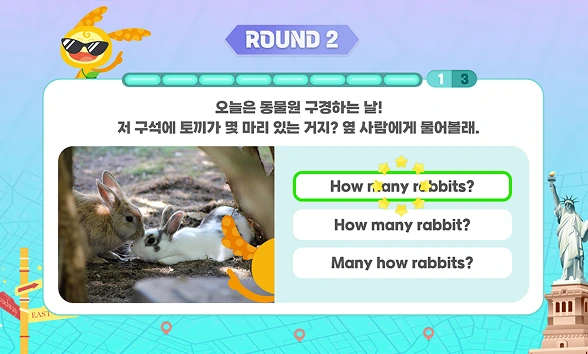 ROUND 2
1 3
오늘은 동물원 구경하는 날!
저 구석에 토끼가 몇 마리 있는 거지? 옆 사람에게 물어볼래.
How many rabbits?
How many rabbit?
Many how rabbits?
EAST